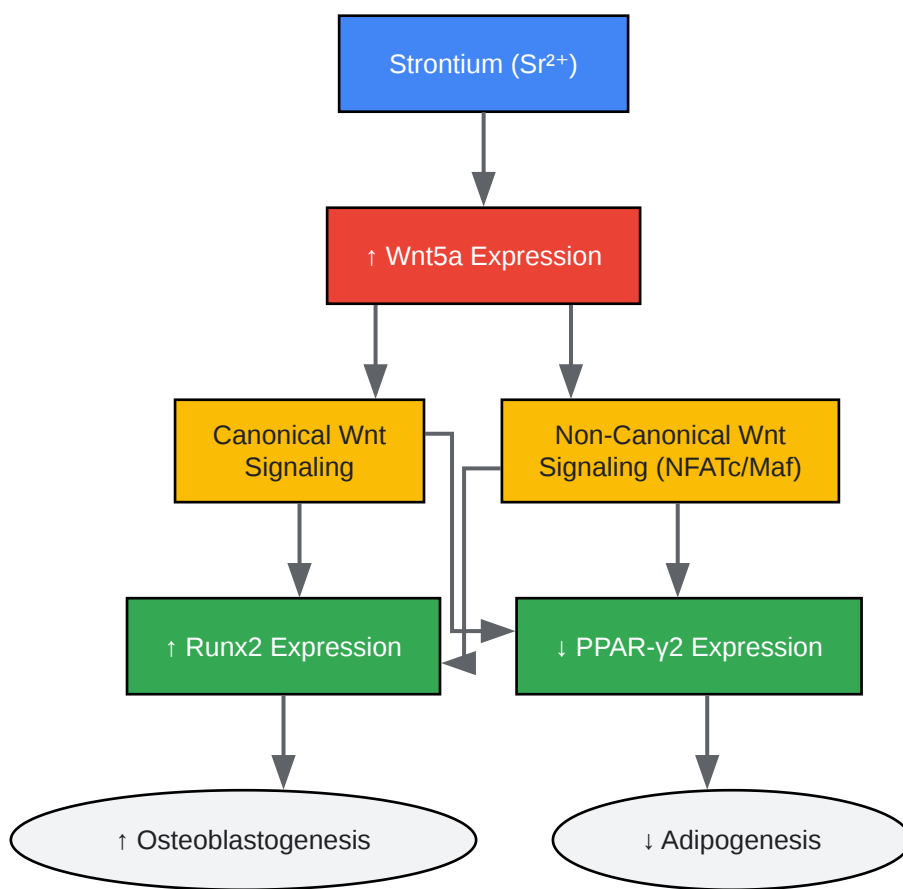 Strontium (Sr²⁺)
↑ Wnt5a Expression
Canonical Wnt
Signaling
Non-Canonical Wnt
Signaling (NFATc/Maf)
↑ Runx2 Expression
↓ PPAR-γ2 Expression
↑ Osteoblastogenesis
↓ Adipogenesis